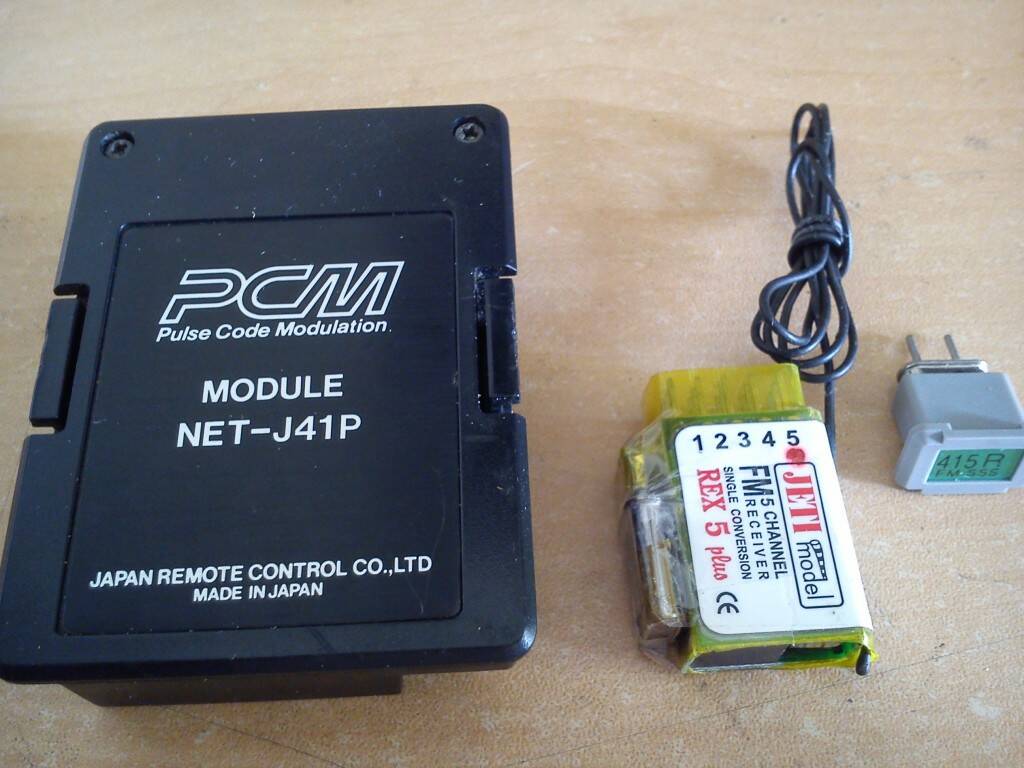 PCM
Pulse Code Modulation
MODULE
NET-J41P
JAPAN REMOTE CONTROL CO.,LTD
MADE IN JAPAN
1 2 3 4 5
JETI
model
FM 5 CHANNEL
RECEIVER
SINGLE CONVERSION
REX 5 plus
CE
415 R